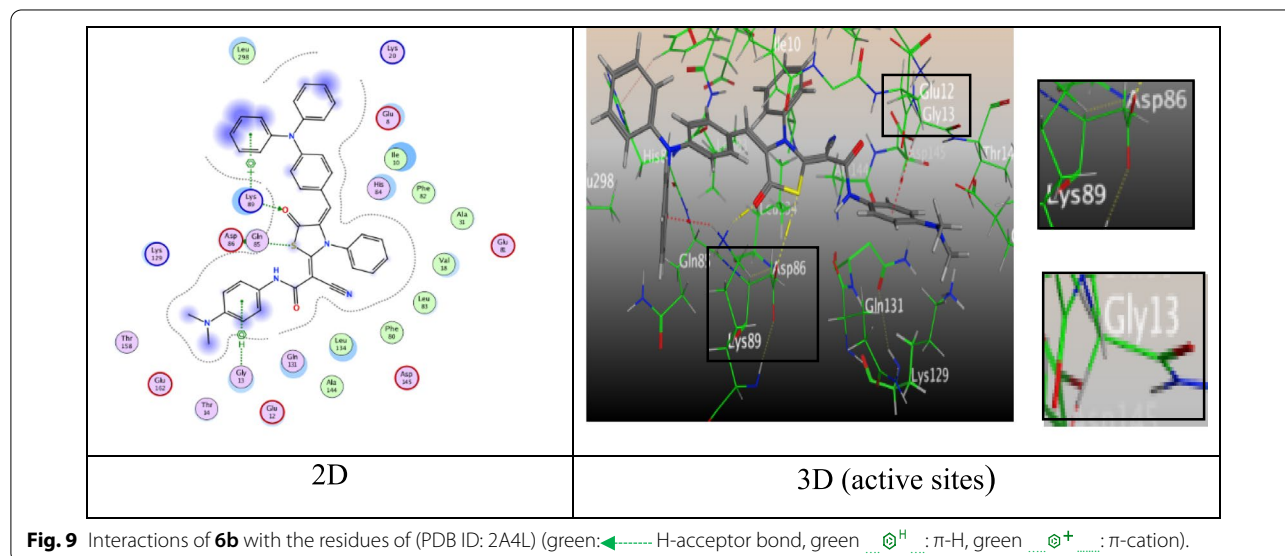 Leu
298
Lys
20
Glu
8
Ile
10
His
84
Phe
82
Lys
89
Ala
31
Asp
86
Gln
85
Glu
81
Lys
129
Val
18
Leu
83
Phe
80
Leu
134
Thr
158
Gln
131
Gly
13
Asp
145
Glu
162
Ala
144
Thr
14
Glu
12
N
O
N
NH
O
N
N
H
Ile10
Glu12
Gly13
Thr14
Gln131
Asp86
Lys89
Lys129
Asp86
Lys89
Gly13
2D
3D (active sites)
Fig. 9 Interactions of 6b with the residues of (PDB ID: 2A4L) (green: H-acceptor bond, green H : π-H, green + : π-cation).